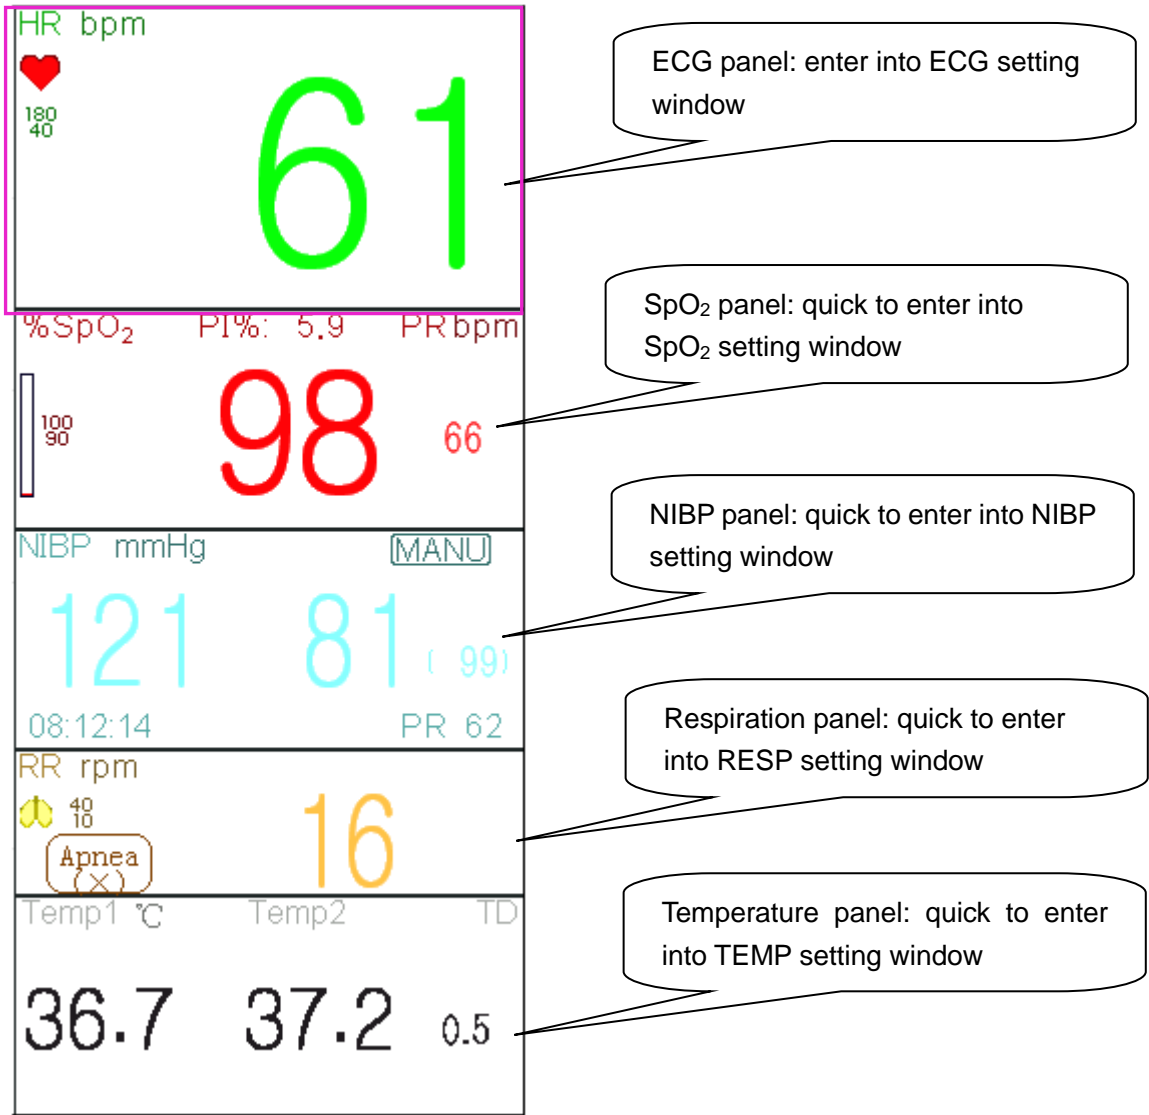 HR bpm
180
40
61
ECG panel: enter into ECG setting
window
%SpO₂ PI%: 5.9 PRbpm
100
90
98
66
SpO₂ panel: quick to enter into
SpO₂ setting window
NIBP mmHg MANU
121 81 ( 99)
08:12:14 PR 62
NIBP panel: quick to enter into NIBP
setting window
RR rpm
40
10
Apnea
(X)
16
Respiration panel: quick to enter
into RESP setting window
Temp1 ℃ Temp2 TD
36.7 37.2 0.5
Temperature panel: quick to enter
into TEMP setting window